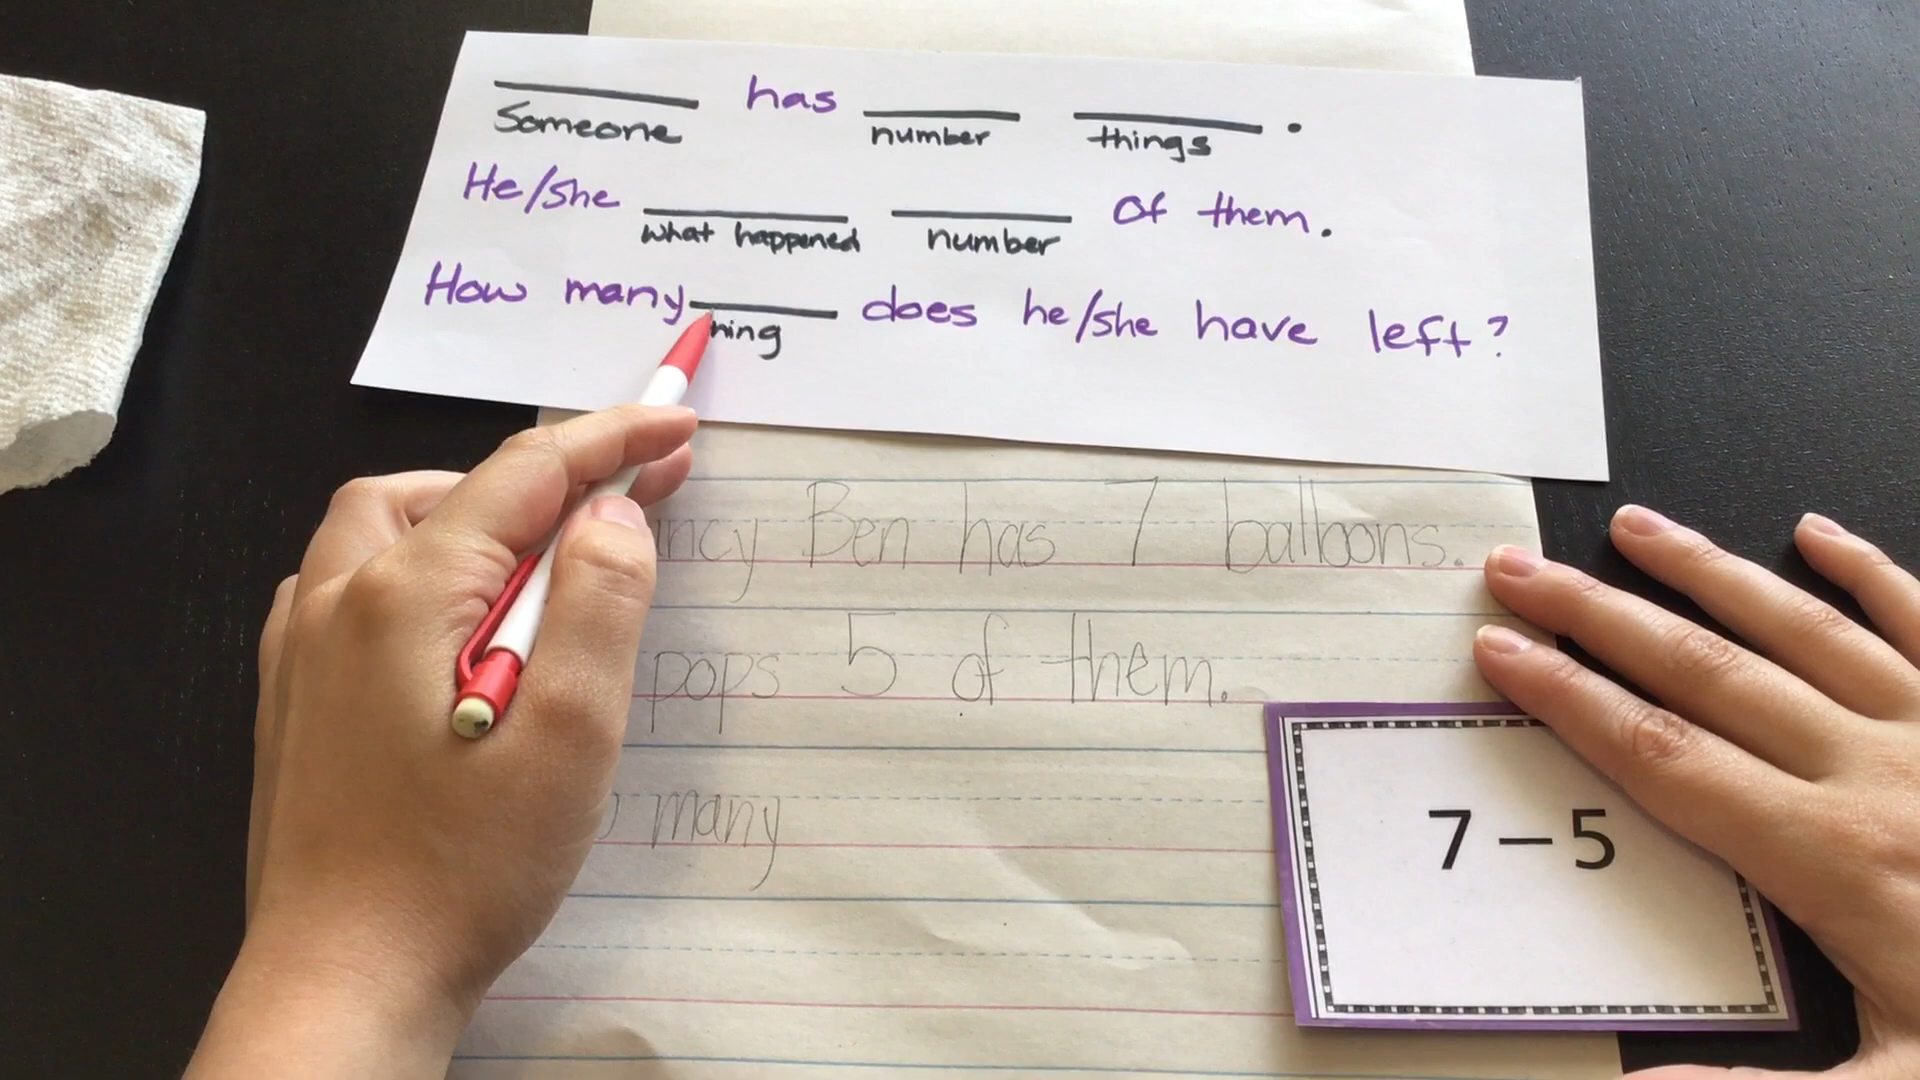 has .
Someone number things
He/she of them.
what happened number
How many does he/she have left?
Ben has 7 balloons.
pops 5 of them.
many
7 – 5